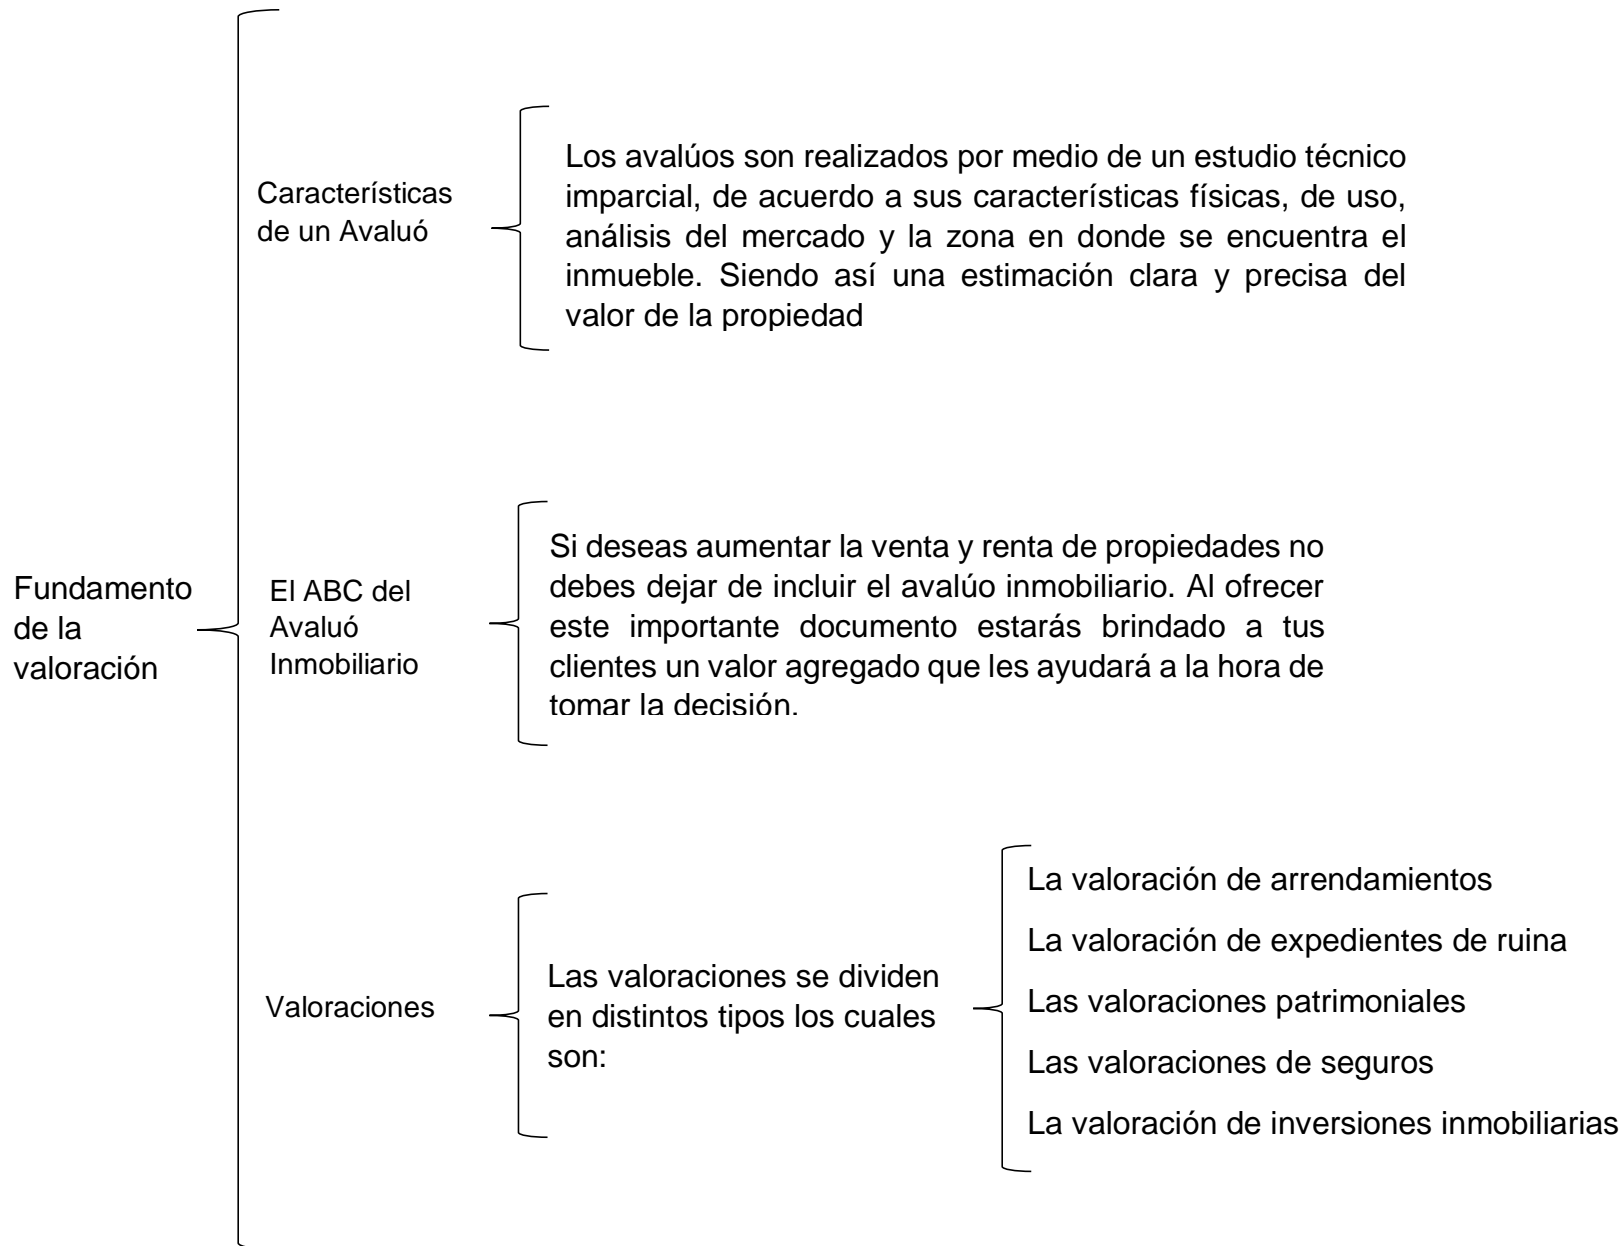 Fundamento
de la
valoración
Características
de un Avaluó
Los avalúos son realizados por medio de un estudio técnico
imparcial, de acuerdo a sus características físicas, de uso,
análisis del mercado y la zona en donde se encuentra el
inmueble. Siendo así una estimación clara y precisa del
valor de la propiedad
El ABC del
Avaluó
Inmobiliario
Si deseas aumentar la venta y renta de propiedades no
debes dejar de incluir el avalúo inmobiliario. Al ofrecer
este importante documento estarás brindado a tus
clientes un valor agregado que les ayudará a la hora de
tomar la decisión.
Valoraciones
Las valoraciones se dividen
en distintos tipos los cuales
son:
La valoración de arrendamientos
La valoración de expedientes de ruina
Las valoraciones patrimoniales
Las valoraciones de seguros
La valoración de inversiones inmobiliarias